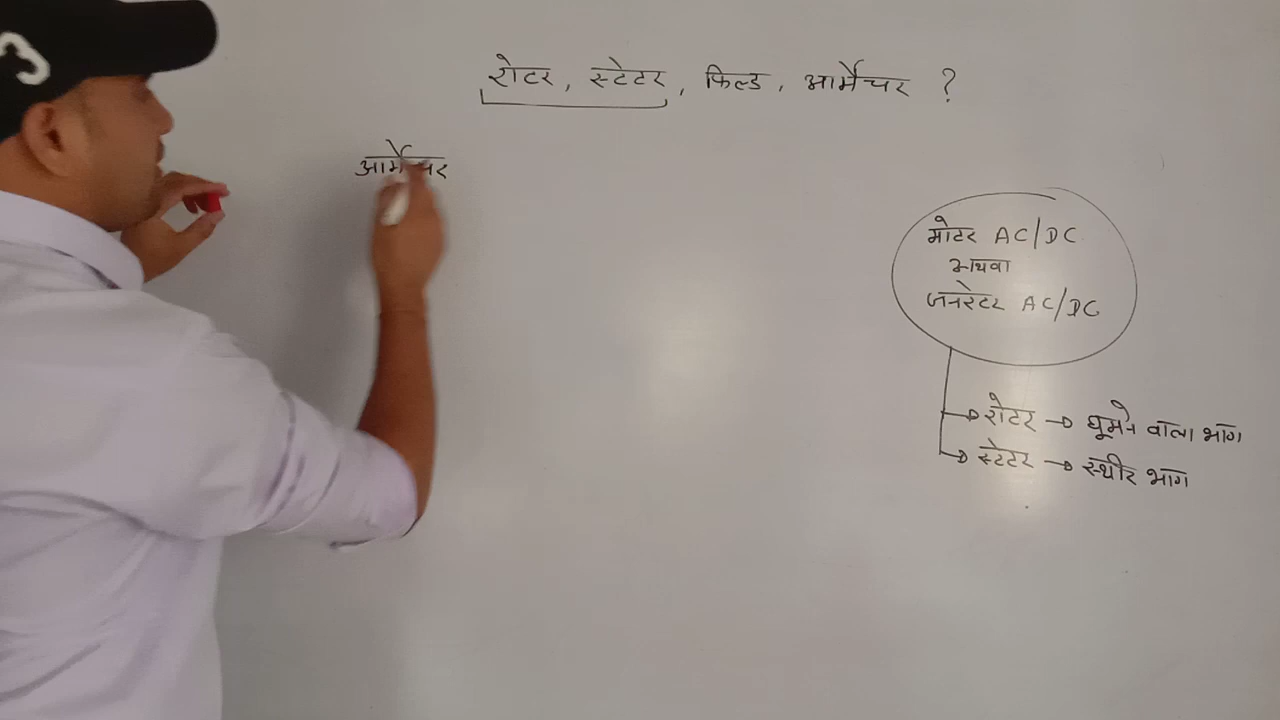 रोटर, स्टेटर, फिल्ड, आर्मेचर ?
आर्मेचर
मोटर AC/DC
अथवा
जनरेटर AC/DC
रोटर → घूमने वाला भाग
स्टेटर → स्थीर भाग